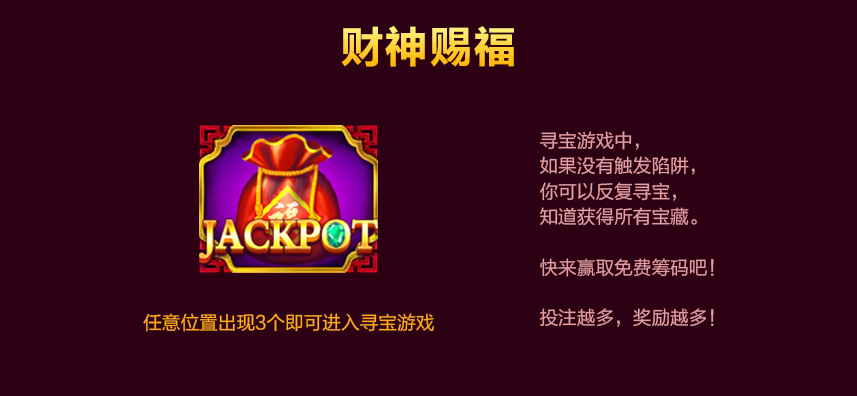 财神赐福
福
JACKPOT
任意位置出现3个即可进入寻宝游戏
寻宝游戏中，
如果没有触发陷阱，
你可以反复寻宝，
知道获得所有宝藏。
快来赢取免费筹码吧！
投注越多，奖励越多！